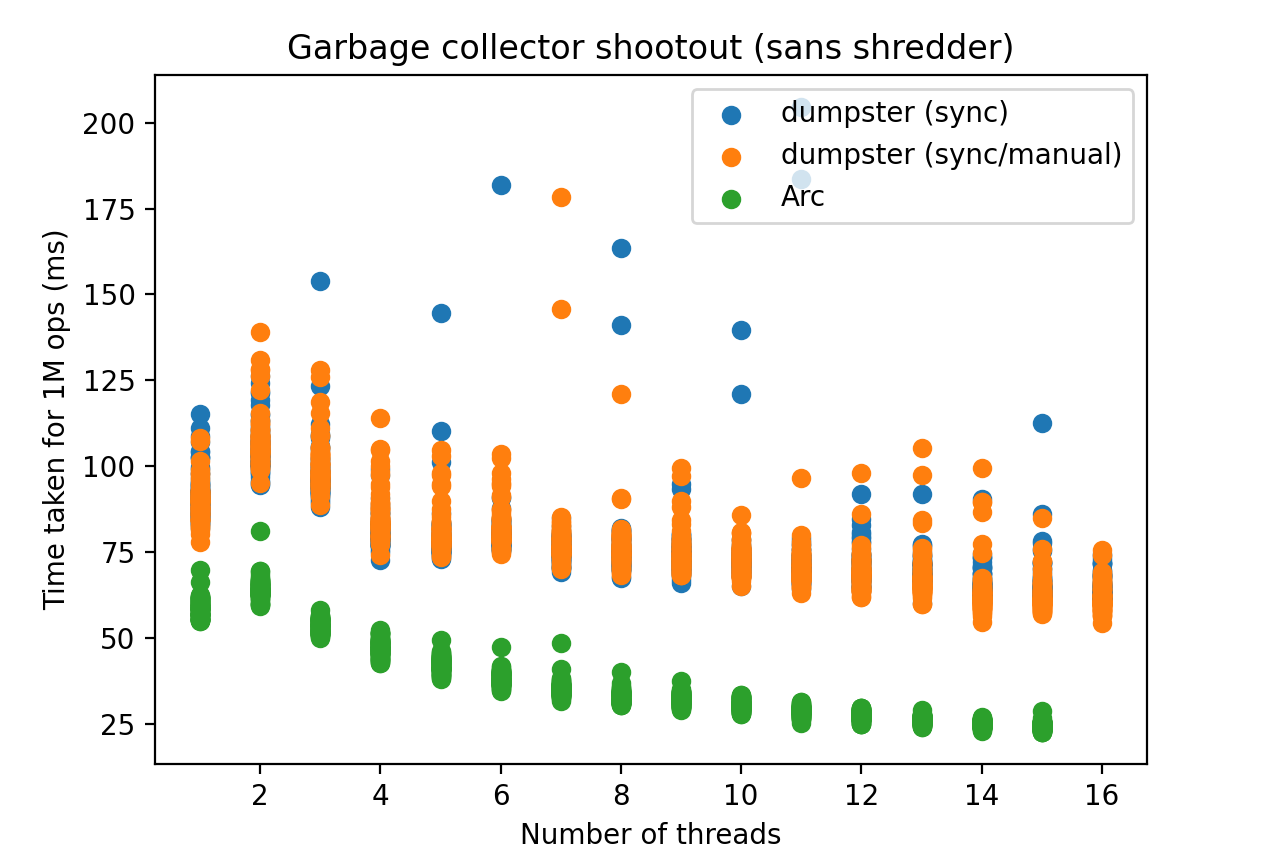 Garbage collector shootout (sans shredder)
dumpster (sync)
dumpster (sync/manual)
Arc
200
175
150
125
100
75
50
25
Time taken for 1M ops (ms)
2 4 6 8 10 12 14 16
Number of threads